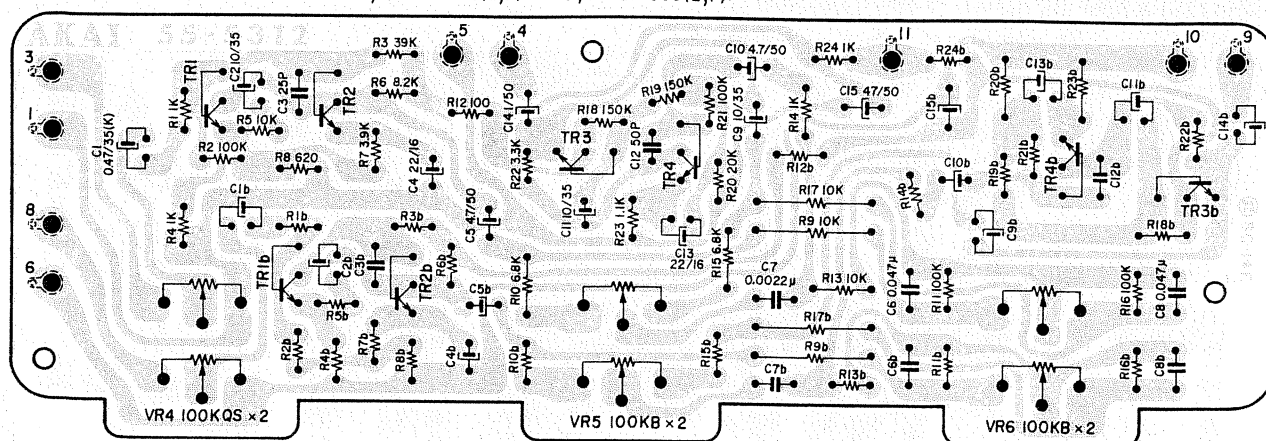 AKAI 55-5312
3
1
8
6
5
4
11
10
9
TR1
C2 10/35
C3 25P
TR2
R3 39K
R6 8.2K
R1 1K
R5 10K
C1
0.47/35(K)
R2 100K
R8 620
R7 39K
R12 100
C14 1/50
C4 22/16
R22 3.3K
R18 150K
TR3
C12 50P
R19 150K
TR4
R21 100K
C10 4.7/50
C9 10/35
R24 1K
R14 1K
C15 47/50
R20 20K
R12b
C15b
R24b
R20b
C13b
R23b
C11b
C14b
R22b
R19b
R21b
TR4b
C12b
C10b
R14b
R17 10K
R9 10K
C9b
TR3b
R18b
R4 1K
C1b
R1b
R3b
C5 47/50
C11 10/35
R23 1.1K
C13
22/16
R15 6.8K
TR1b
C2b
C3b
TR2b
R6b
R10 6.8K
C5b
R5b
C7
0.0022μ
R13 10K
C6 0.047μ
R11 100K
R16 100K
C8 0.047μ
R2b
R4b
R7b
R8b
C4b
R10b
R15b
R17b
R9b
C7b
R13b
C6b
R11b
R16b
C8b
VR4 100KQS×2
VR5 100KB×2
VR6 100KB×2